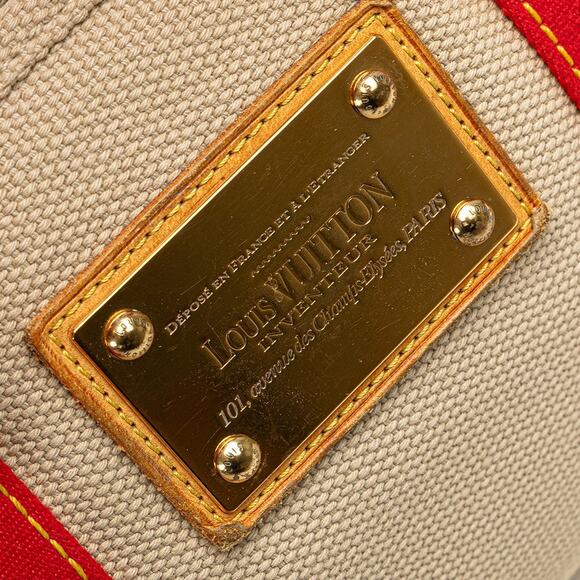 DÉPOSÉ EN FRANCE ET À L'ÉTRANGER
LOUIS VUITTON
INVENTEUR
101, avenue des Champs Elysées, PARIS